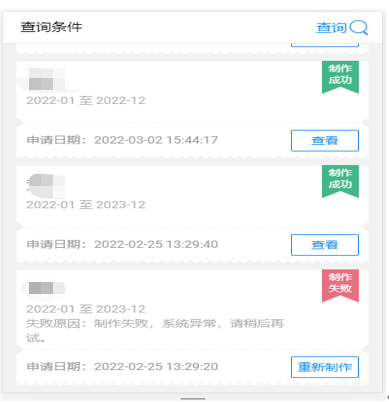 查询条件 查询
制作
成功
2022-01 至 2022-12
申请日期：2022-03-02 15:44:17 查看
制作
成功
2022-01 至 2023-12
申请日期：2022-02-25 13:29:40 查看
制作
失败
2022-01 至 2023-12
失败原因：制作失败，系统异常，请稍后再
试。
申请日期：2022-02-25 13:29:20 重新制作